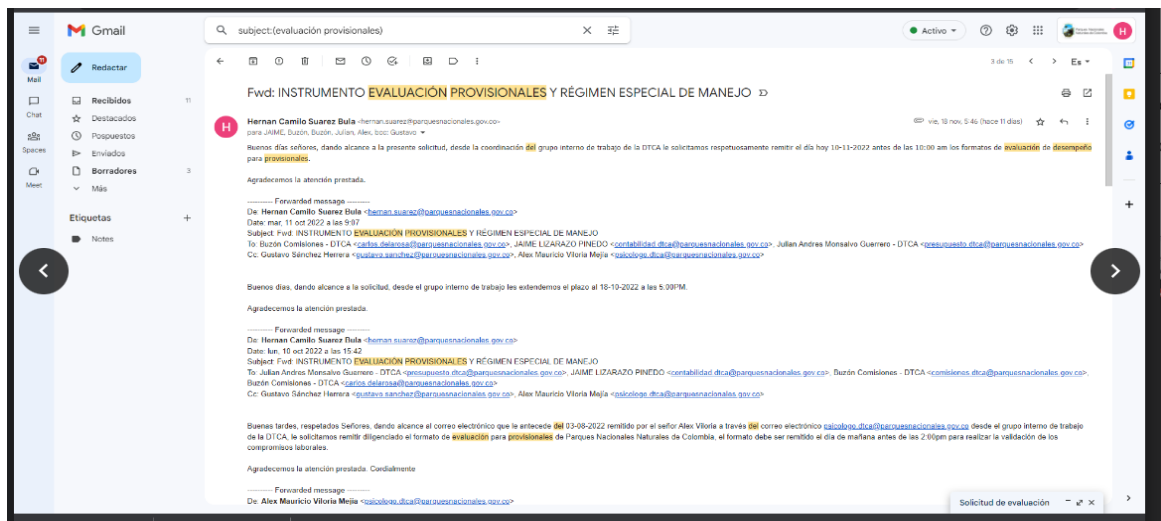 Gmail
subject:(evaluación provisionales)
Activo
H
Mail
Chat
Spaces
Meet
Redactar
Recibidos 11
Destacados
Pospuestos
Enviados
Borradores 3
Más
Etiquetas
Notes
3 de 15
Es
Fwd: INSTRUMENTO EVALUACIÓN PROVISIONALES Y RÉGIMEN ESPECIAL DE MANEJO
H
Hernan Camilo Suarez Bula <hernan.suarez@parquesnacionales.gov.co>
vie, 18 nov, 5:46 (hace 11 días)
para JAIME, Buzón, Buzón, Julian, Alex, bcc: Gustavo
Buenos días señores, dando alcance a la presente solicitud, desde la coordinación del grupo interno de trabajo de la DTCA le solicitamos respetuosamente remitir el día hoy 18-11-2022 antes de las 10:00 am los formatos de evaluación de desempeño
para provisionales.
Agradecemos la atención prestada.
---------- Forwarded message ---------
De: Hernan Camilo Suarez Bula <hernan.suarez@parquesnacionales.gov.co>
Date: mar, 11 oct 2022 a las 9:07
Subject: Fwd: INSTRUMENTO EVALUACIÓN PROVISIONALES Y RÉGIMEN ESPECIAL DE MANEJO
To: Buzón Comisiones - DTCA <carlos.delarosa@parquesnacionales.gov.co>, JAIME LIZARAZO PINEDO <contabilidad.dtca@parquesnacionales.gov.co>, Julian Andres Monsalvo Guerrero - DTCA <presupuesto.dtca@parquesnacionales.gov.co>
Cc: Gustavo Sánchez Herrera <gustavo.sanchez@parquesnacionales.gov.co>, Alex Mauricio Viloria Mejía <psicologo.dtca@parquesnacionales.gov.co>
Buenos días, dando alcance a la solicitud, desde el grupo interno de trabajo les extendemos el plazo al 18-10-2022 a las 5:00PM.
Agradecemos la atención prestada.
---------- Forwarded message ---------
De: Hernan Camilo Suarez Bula <hernan.suarez@parquesnacionales.gov.co>
Date: lun, 10 oct 2022 a las 15:42
Subject: Fwd: INSTRUMENTO EVALUACIÓN PROVISIONALES Y RÉGIMEN ESPECIAL DE MANEJO
To: Julian Andres Monsalvo Guerrero - DTCA <presupuesto.dtca@parquesnacionales.gov.co>, JAIME LIZARAZO PINEDO <contabilidad.dtca@parquesnacionales.gov.co>, Buzón Comisiones - DTCA <comisiones.dtca@parquesnacionales.gov.co>,
Buzón Comisiones - DTCA <carlos.delarosa@parquesnacionales.gov.co>
Cc: Gustavo Sánchez Herrera <gustavo.sanchez@parquesnacionales.gov.co>, Alex Mauricio Viloria Mejía <psicologo.dtca@parquesnacionales.gov.co>
Buenas tardes, respetados Señores, dando alcance al correo electrónico que le antecede del 03-08-2022 remitido por el señor Alex Viloria a través del correo electrónico psicologo.dtca@parquesnacionales.gov.co desde el grupo interno de trabajo
de la DTCA, le solicitamos remitir diligenciado el formato de evaluación para provisionales de Parques Nacionales Naturales de Colombia, el formato debe ser remitido el día de mañana antes de las 2:00pm para realizar la validación de los
compromisos laborales.
Agradecemos la atención prestada. Cordialmente
---------- Forwarded message ---------
De: Alex Mauricio Viloria Mejía <psicologo.dtca@parquesnacionales.gov.co>
Solicitud de evaluación